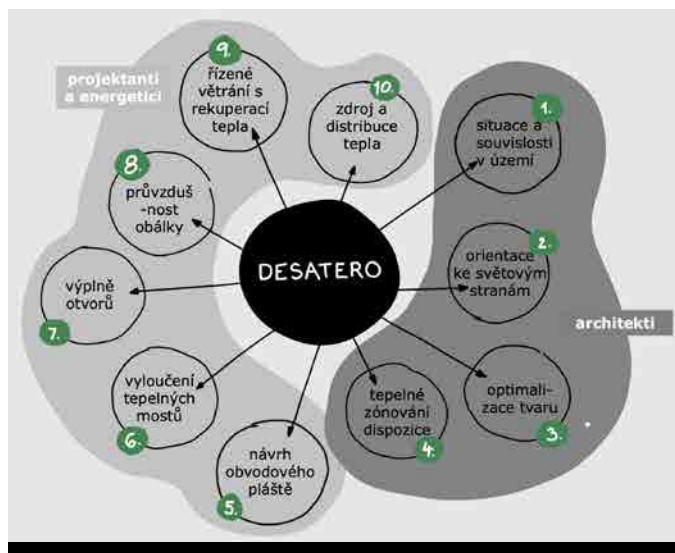 DESATERO
architekti
1.
situace a
souvislosti
v území
2.
orientace
ke světovým
stranám
3.
optimali-
zace tvaru
4.
tepelné
zónování
dispozice
projektanti
a energetici
5.
návrh
obvodového
pláště
6.
vyloučení
tepelných
mostů
7.
výplně
otvorů
8.
průvzduš
-nost
obálky
9.
řízené
větrání s
rekuperací
tepla
10.
zdroj a
distribuce
tepla